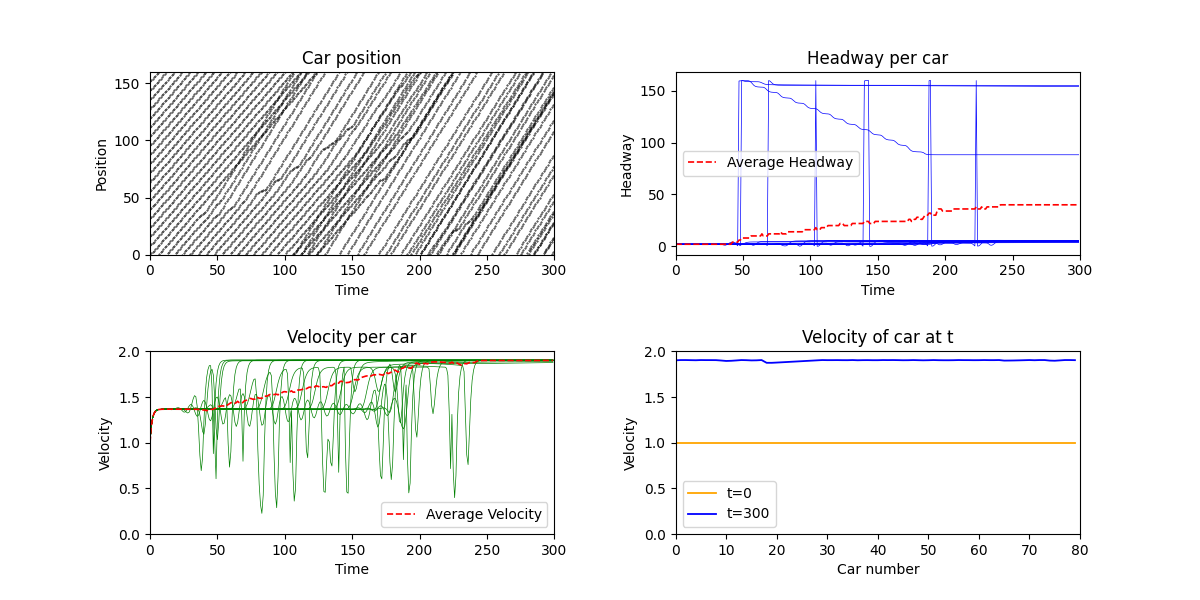 Car position
Position
0
50
100
150
0 50 100 150 200 250 300
Time
Headway per car
Headway
0
50
100
150
Average Headway
0 50 100 150 200 250 300
Time
Velocity per car
Velocity
0.0
0.5
1.0
1.5
2.0
Average Velocity
0 50 100 150 200 250 300
Time
Velocity of car at t
Velocity
0.0
0.5
1.0
1.5
2.0
t=0
t=300
0 10 20 30 40 50 60 70 80
Car number